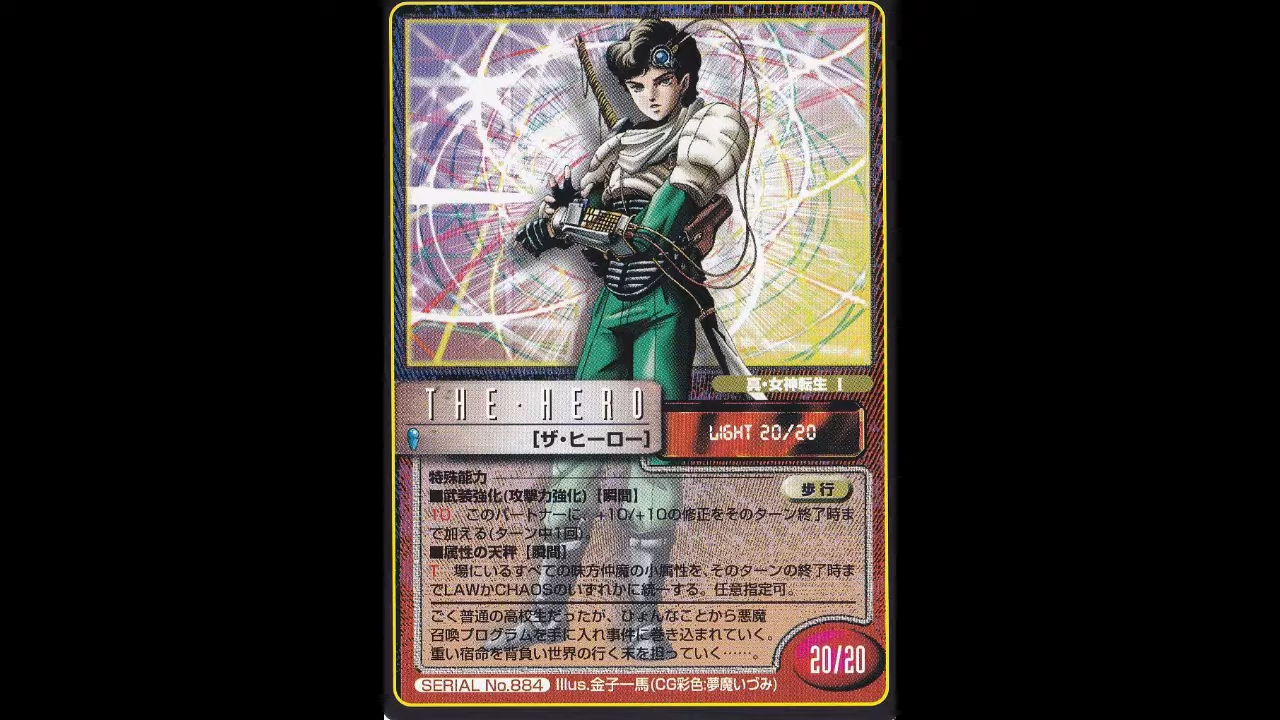 真・女神転生 I
THE・HERO
[ザ・ヒーロー]
LIGHT 20/20
特殊能力
歩行
■武装強化(攻撃力強化)【瞬間】
10 このパートナーに、+10/+10の修正をそのターン終了時ま
で加える(ターン中1回)。
■属性の天秤【瞬間】
T 場にいるすべての味方仲魔の小属性を、そのターンの終了時ま
でLAWかCHAOSのいずれかに統一する。任意指定可。
ごく普通の高校生だったが、ひょんなことから悪魔
召喚プログラムを手に入れ事件に巻き込まれていく。
重い宿命を背負い世界の行く末を担っていく……。
20/20
SERIAL No.884 Illus.金子一馬(CG彩色:夢魔いづみ)